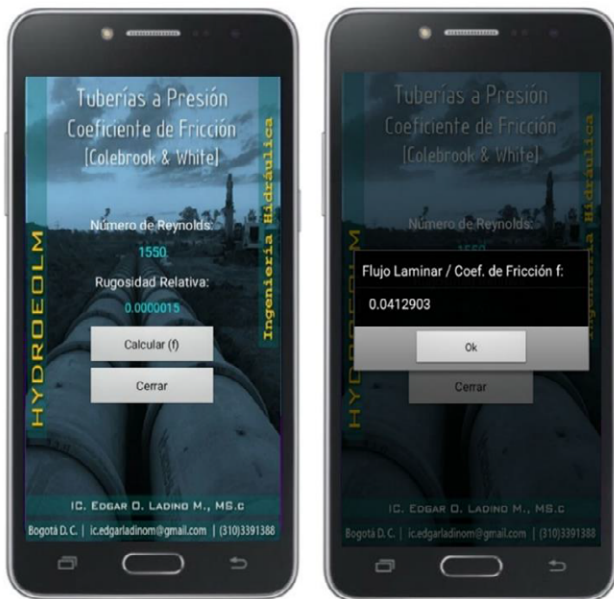 Tuberías a Presión
Coeficiente de Fricción
[Colebrook & White]
Número de Reynolds:
1550
Rugosidad Relativa:
0.0000015
Calcular (f)
Cerrar
HYDROEOLM
Ingeniería Hidráulica
IC. EDGAR O. LADINO M., MS.c
Bogotá D. C. | ic.edgarladinom@gmail.com | (310)3391388
Tuberías a Presión
Coeficiente de Fricción
[Colebrook & White]
Número de Reynolds:
1550
Flujo Laminar / Coef. de Fricción f:
0.0412903
Ok
Cerrar
HYDROEOLM
Ingeniería Hidráulica
IC. EDGAR O. LADINO M., MS.c
Bogotá D. C. | ic.edgarladinom@gmail.com | (310)3391388